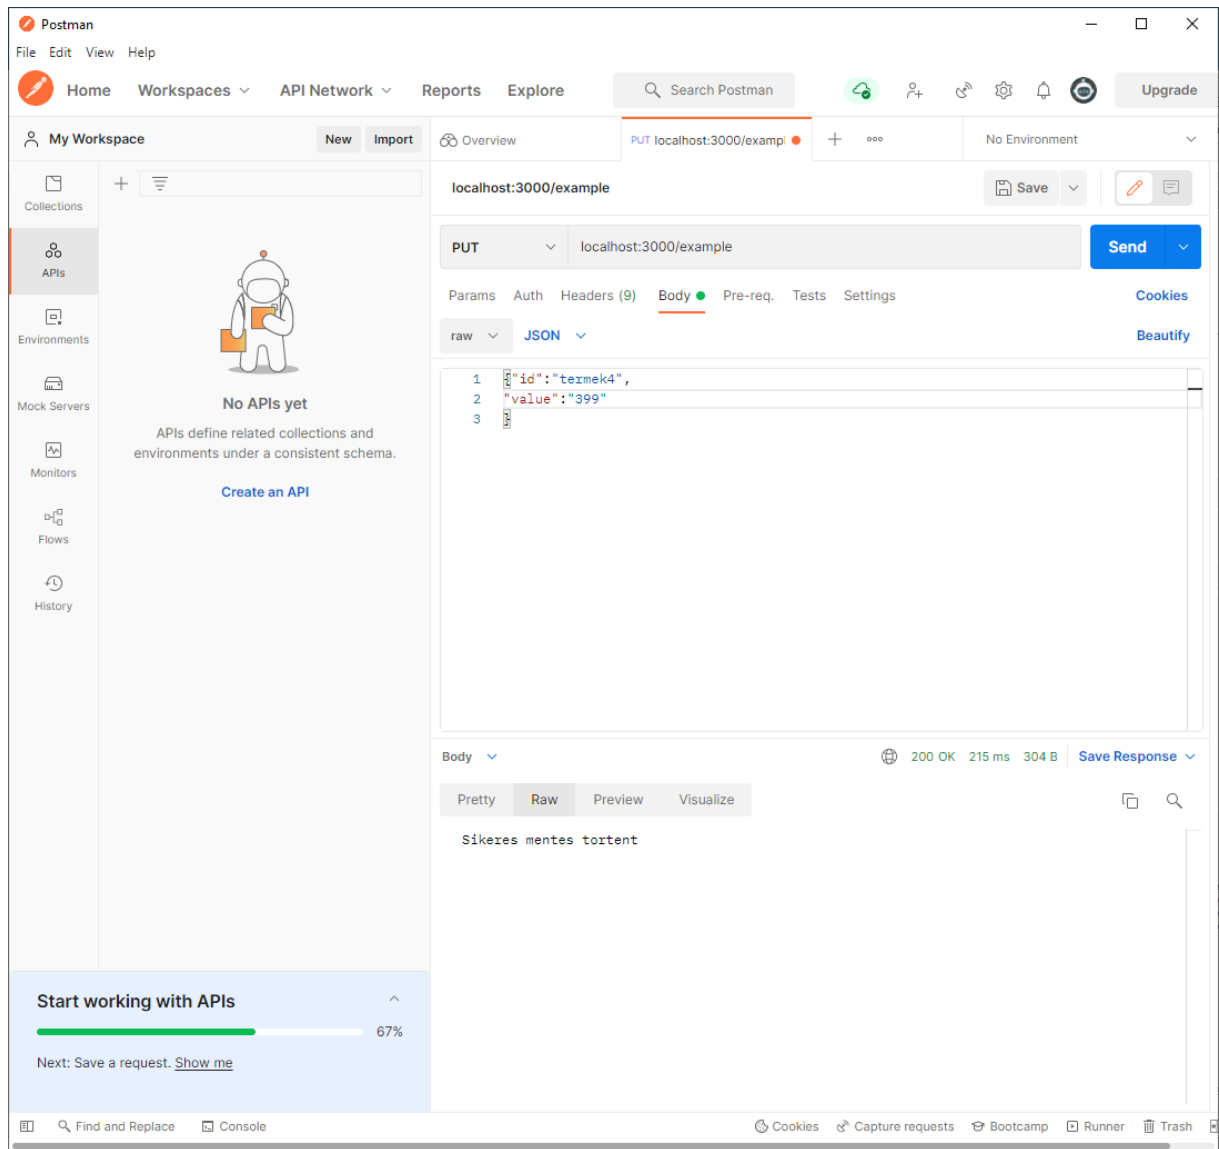 Postman
File Edit View Help
Home Workspaces API Network Reports Explore Search Postman Upgrade
My Workspace New Import Overview PUT localhost:3000/exampl No Environment
Collections
APIs
Environments
Mock Servers
Monitors
Flows
History
No APIs yet
APIs define related collections and
environments under a consistent schema.
Create an API
localhost:3000/example Save
PUT localhost:3000/example Send
Params Auth Headers (9) Body Pre-req. Tests Settings Cookies
raw JSON Beautify
1 {"id":"termek4",
2 "value":"399"
3 }
Body 200 OK 215 ms 304 B Save Response
Pretty Raw Preview Visualize
Sikeres mentes tortent
Start working with APIs
67%
Next: Save a request. Show me
Find and Replace Console Cookies Capture requests Bootcamp Runner Trash